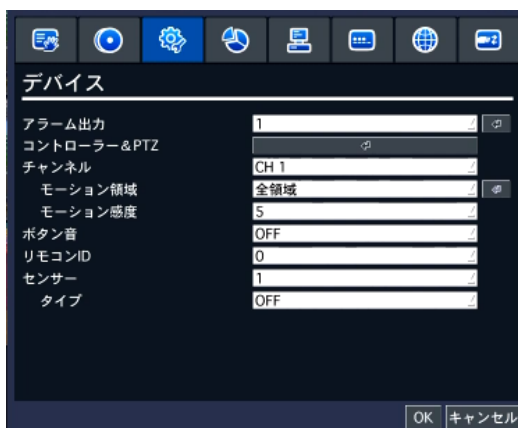 デバイス
アラーム出力 1
コントローラー&PTZ
チャンネル CH 1
モーション領域 全領域
モーション感度 5
ボタン音 OFF
リモコンID 0
センサー 1
タイプ OFF
OK キャンセル